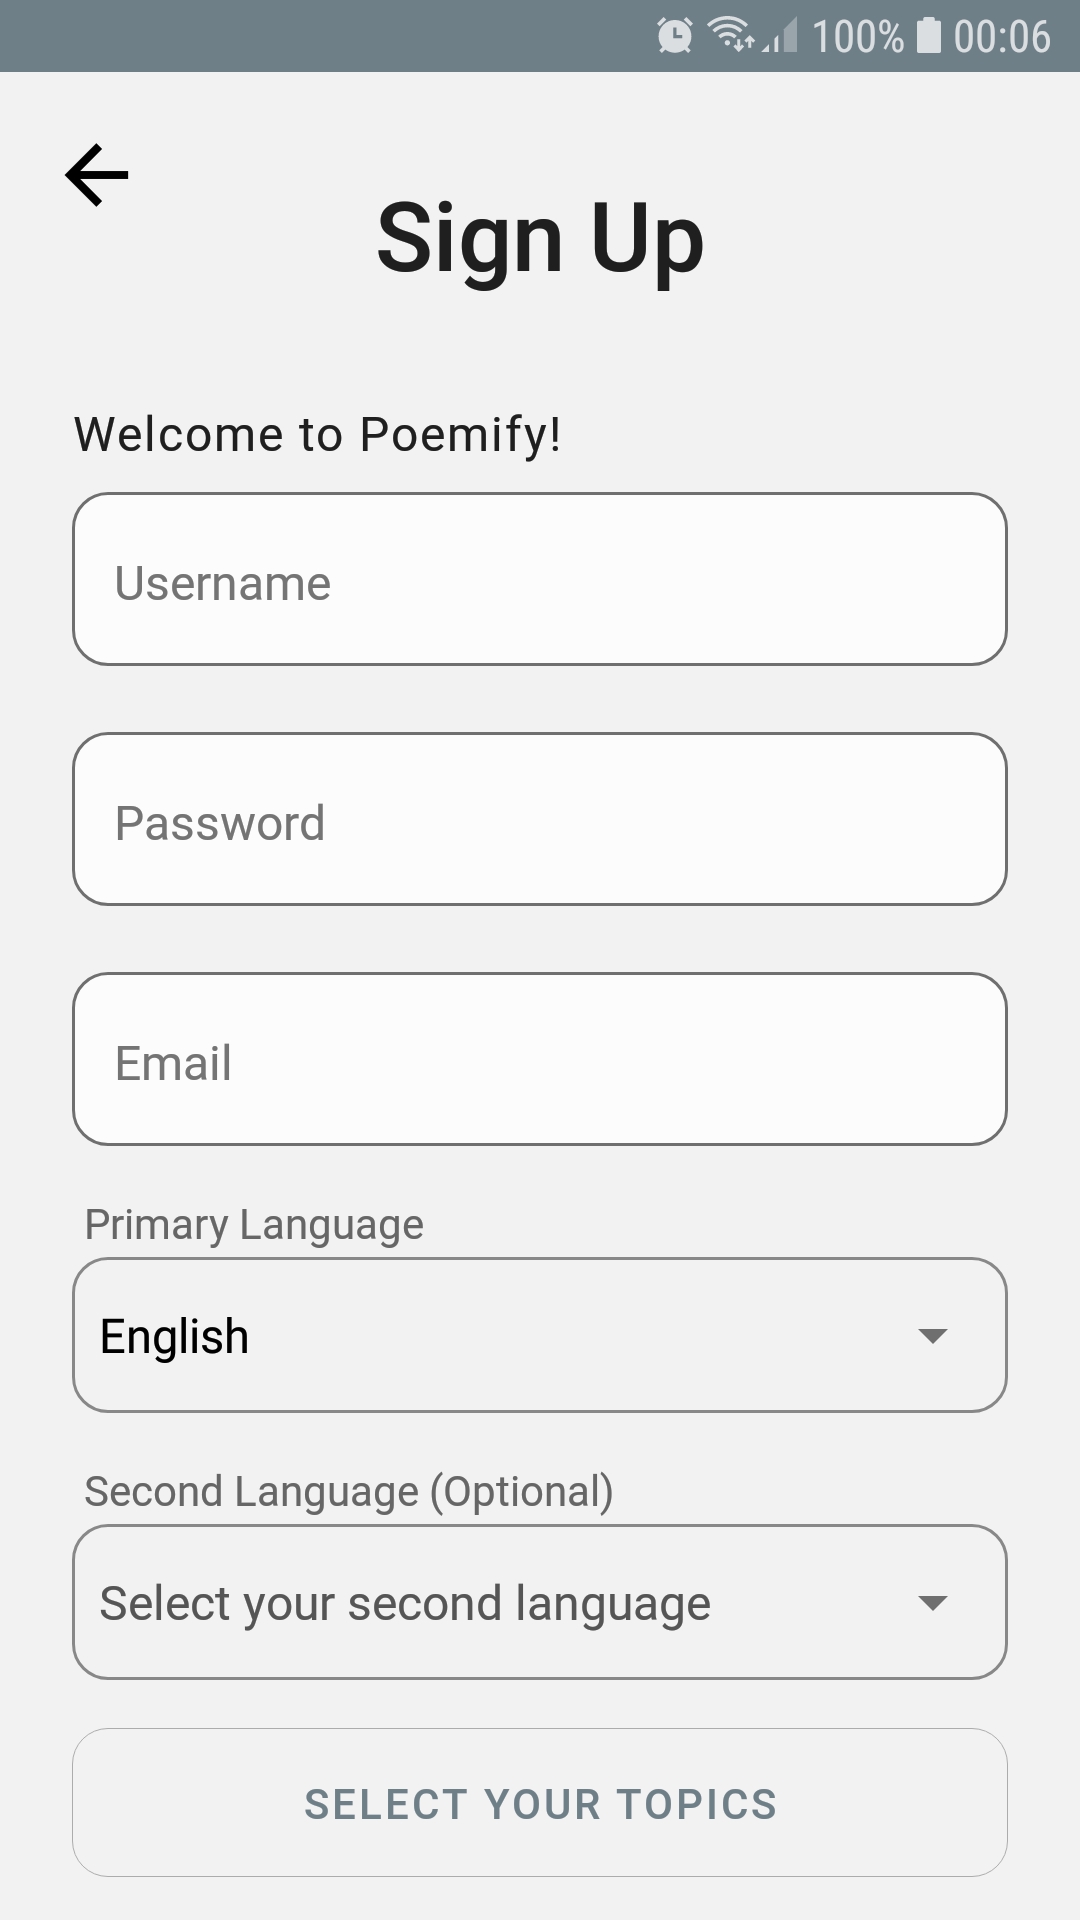 100% 00:06
Sign Up
Welcome to Poemify!
Username
Password
Email
Primary Language
English
Second Language (Optional)
Select your second language
SELECT YOUR TOPICS